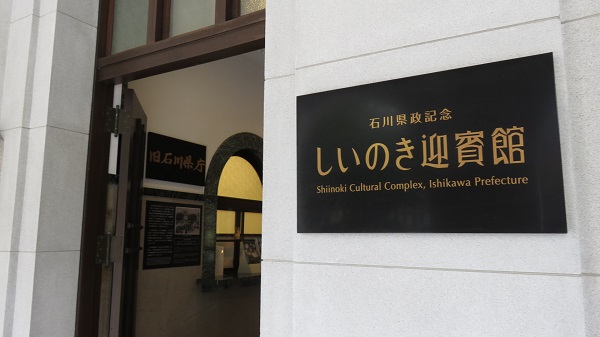 旧石川県庁
石川県政記念
しいのき迎賓館
Shiinoki Cultural Complex, Ishikawa Prefecture